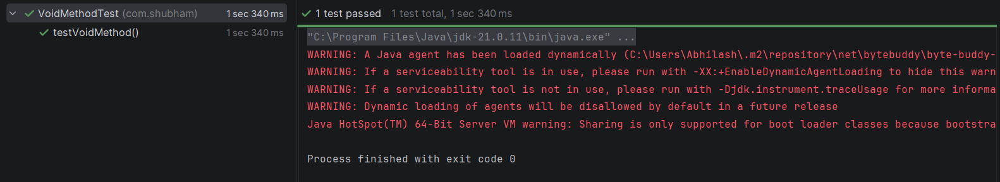 VoidMethodTest (com.shubham) 1 sec 340 ms
testVoidMethod() 1 sec 340 ms
1 test passed 1 test total, 1 sec 340 ms
"C:\Program Files\Java\jdk-21.0.11\bin\java.exe" ...
WARNING: A Java agent has been loaded dynamically (C:\Users\Abhilash\.m2\repository\net\bytebuddy\byte-buddy-
WARNING: If a serviceability tool is in use, please run with -XX:+EnableDynamicAgentLoading to hide this warn
WARNING: If a serviceability tool is not in use, please run with -Djdk.instrument.traceUsage for more informa
WARNING: Dynamic loading of agents will be disallowed by default in a future release
Java HotSpot(TM) 64-Bit Server VM warning: Sharing is only supported for boot loader classes because bootstra
Process finished with exit code 0